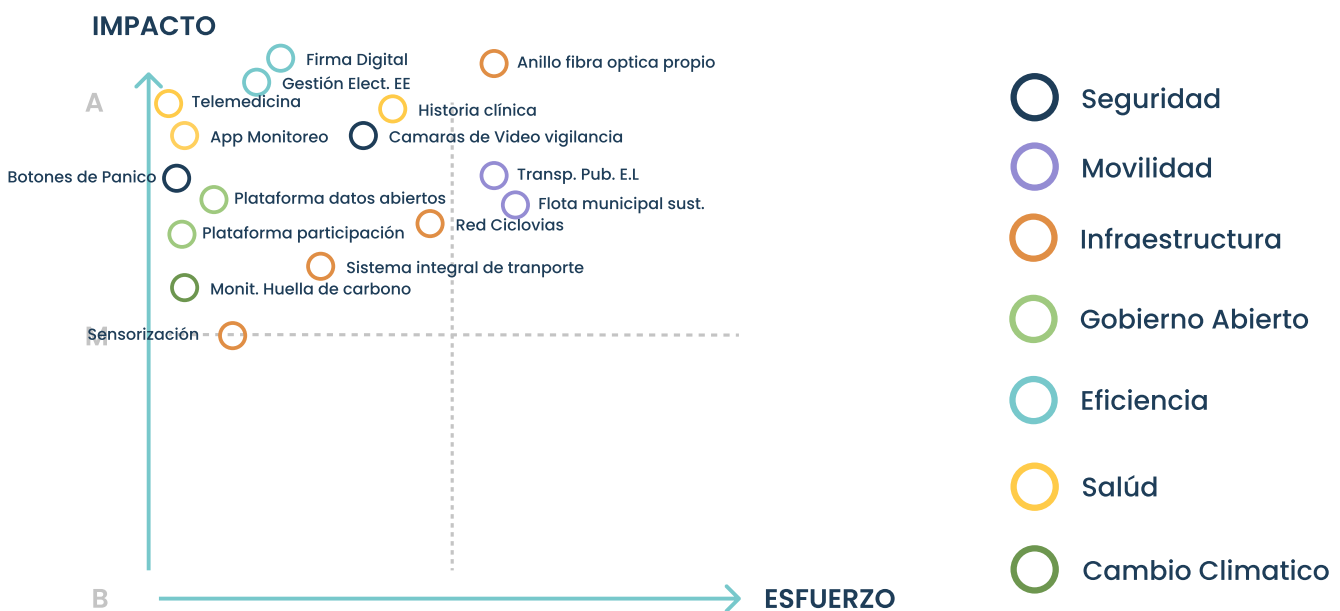 IMPACTO
Firma Digital
Anillo fibra optica propio
Gestión Elect. EE
A
Telemedicina
Historia clínica
App Monitoreo
Camaras de Video vigilancia
Botones de Panico
Transp. Pub. E.L
Plataforma datos abiertos
Flota municipal sust.
Red Ciclovias
Plataforma participación
Sistema integral de tranporte
Monit. Huella de carbono
M
Sensorización
B
ESFUERZO
Seguridad
Movilidad
Infraestructura
Gobierno Abierto
Eficiencia
Salúd
Cambio Climatico